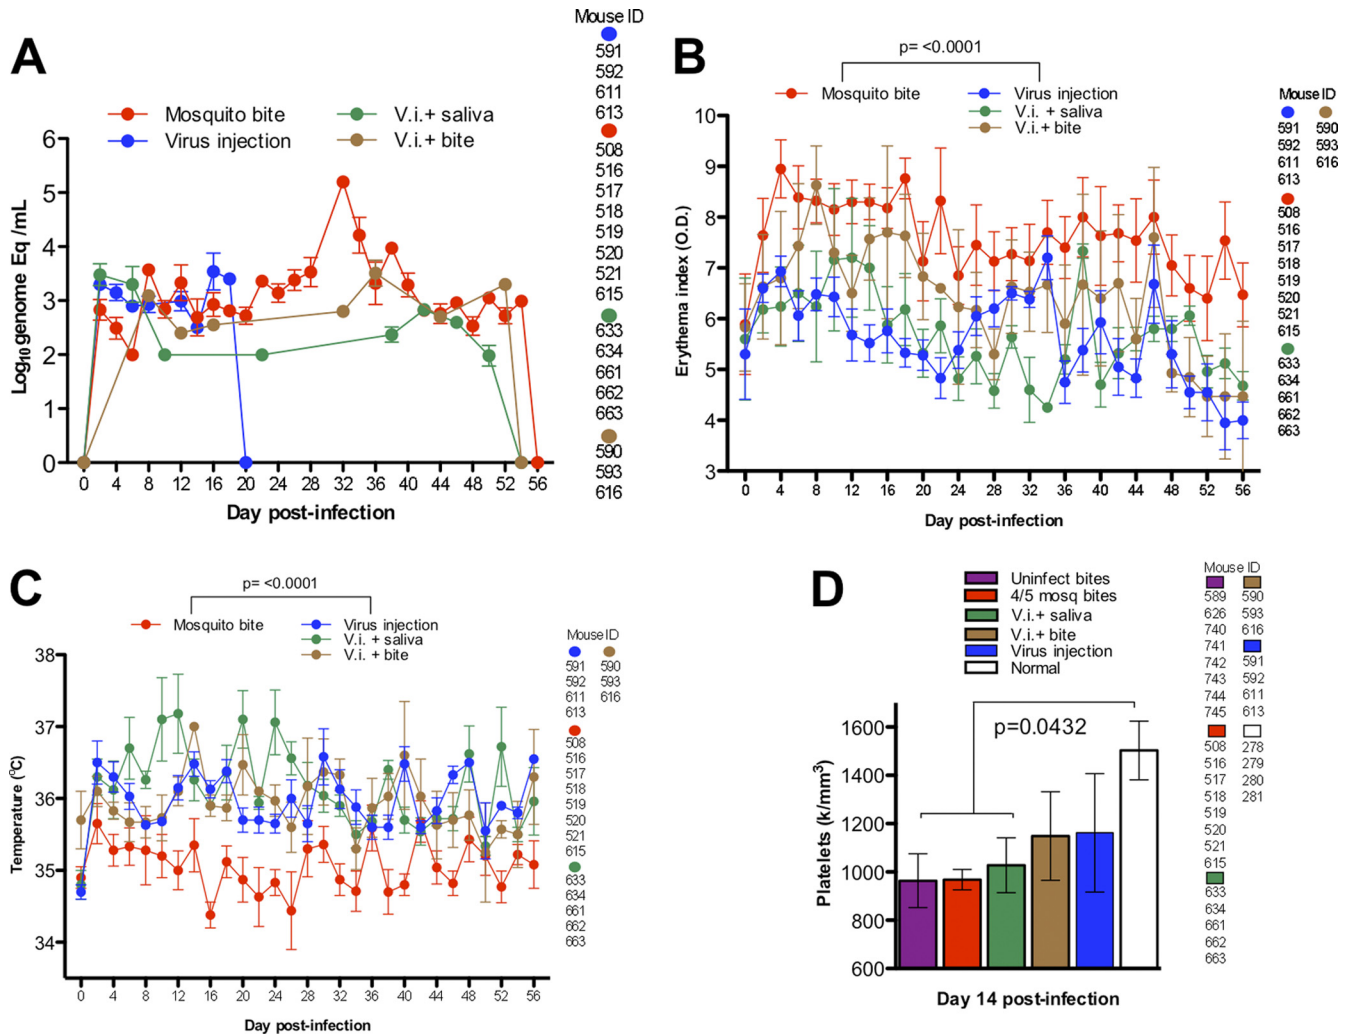 A
Mosquito bite
Virus injection
V.i.+ saliva
V.i.+ bite
Log10 genome Eq /mL
6
5
4
3
2
1
0
0 4 8 12 16 20 24 28 32 36 40 44 48 52 56
Day post-infection
Mouse ID
591
592
611
613
508
516
517
518
519
520
521
615
633
634
661
662
663
590
593
616
B
p= <0.0001
Mosquito bite
Virus injection
V.i.+ saliva
V.i.+ bite
Erythema index (O.D.)
10
9
8
7
6
5
4
3
0 4 8 12 16 20 24 28 32 36 40 44 48 52 56
Day post-infection
Mouse ID
591 590
592 593
611 616
613
508
516
517
518
519
520
521
615
633
634
661
662
663
C
p= <0.0001
Mosquito bite
Virus injection
V.i. + saliva
V.i. + bite
Temperature (°C)
38
37
36
35
34
0 4 8 12 16 20 24 28 32 36 40 44 48 52 56
Day post-infection
Mouse ID
591 590
592 593
611 616
613
508
516
517
518
519
520
521
615
633
634
661
662
663
D
Uninfect bites
4/5 mosq bites
V.i.+ saliva
V.i.+ bite
Virus injection
Normal
p=0.0432
Platelets (k/mm3)
1600
1400
1200
1000
800
600
Day 14 post-infection
Mouse ID
589 590
626 593
740 616
741
742 591
743 592
744 611
745 613
508 278
516 279
517 280
518 281
519
520
521
615
633
634
661
662
663